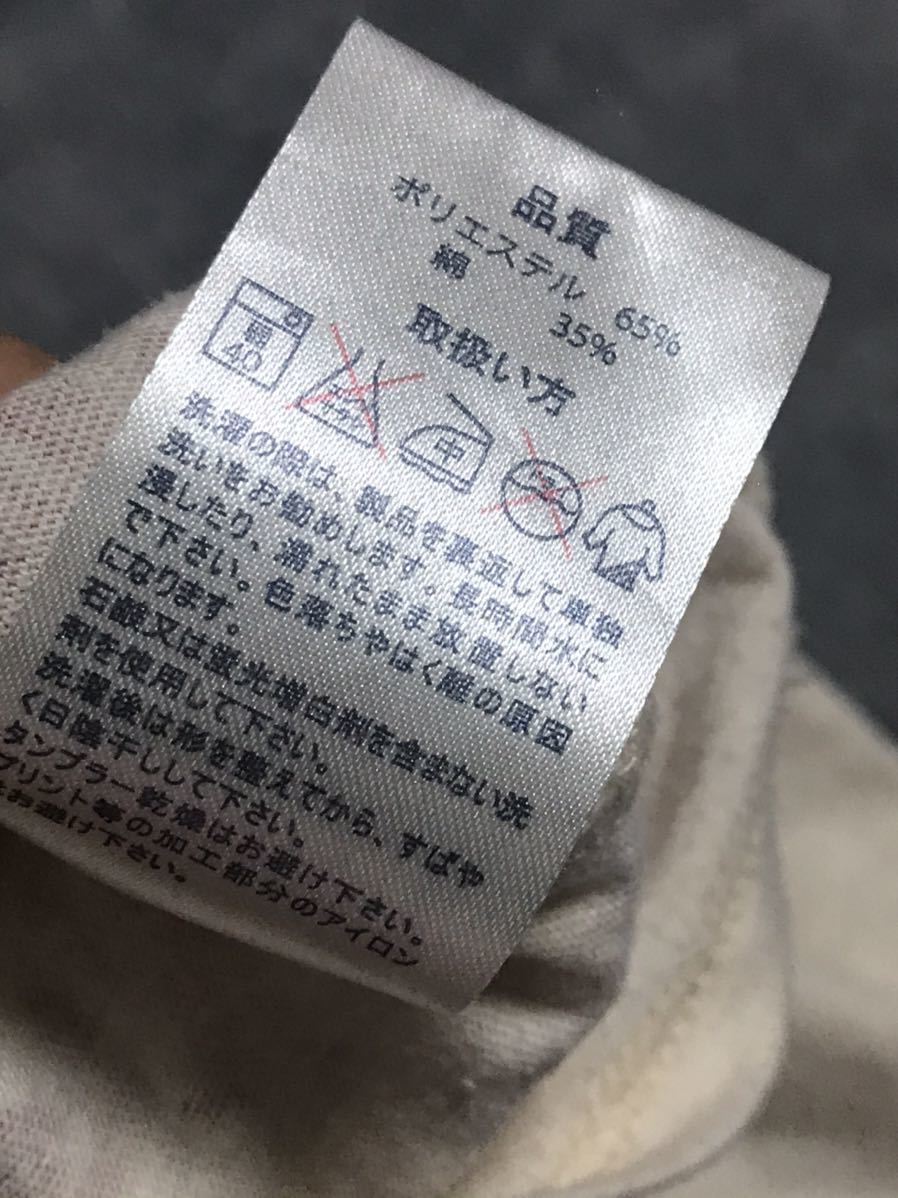 品質
ポリエステル 65%
綿 35%
取扱い方
弱
40
中
洗濯の際は、製品を裏返して単独
洗いをお勧めします。長時間水に
浸したり、濡れたまま放置しない
で下さい。色落ちやはく離の原因
になります。
石鹸又は蛍光増白剤を含まない洗
剤を使用して下さい。
洗濯後は形を整えてから、すばや
く日陰干しして下さい。
タンブラー乾燥はお避け下さい。
プリント等の加工部分のアイロン
はお避け下さい。